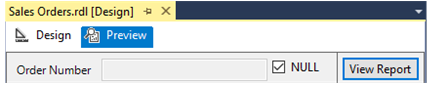 Sales Orders.rdl [Design]
Design Preview
Order Number NULL View Report